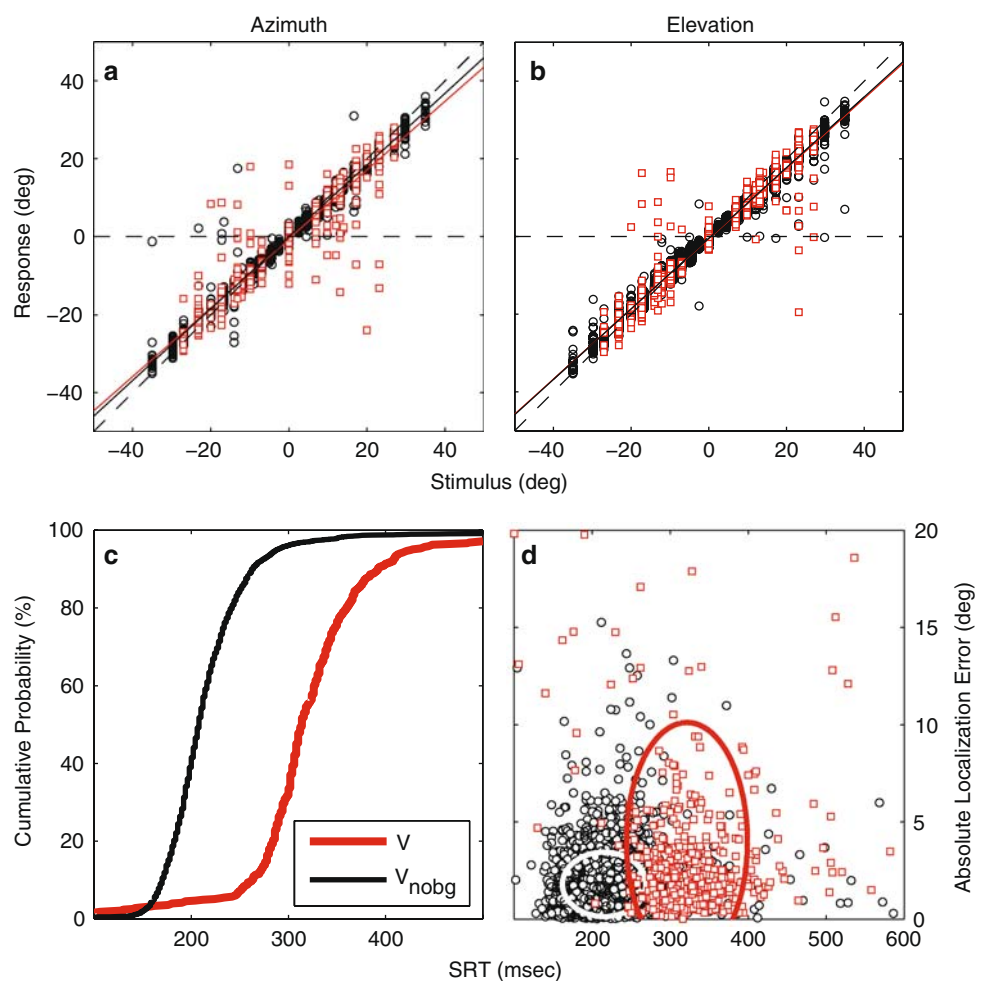 Azimuth
Elevation
a
b
40
20
0
−20
−40
Response (deg)
−40 −20 0 20 40
−40 −20 0 20 40
Stimulus (deg)
c
d
100
80
60
40
20
0
Cumulative Probability (%)
V
Vnobg
20
15
10
5
0
Absolute Localization Error (deg)
200 300 400
200 300 400 500 600
SRT (msec)